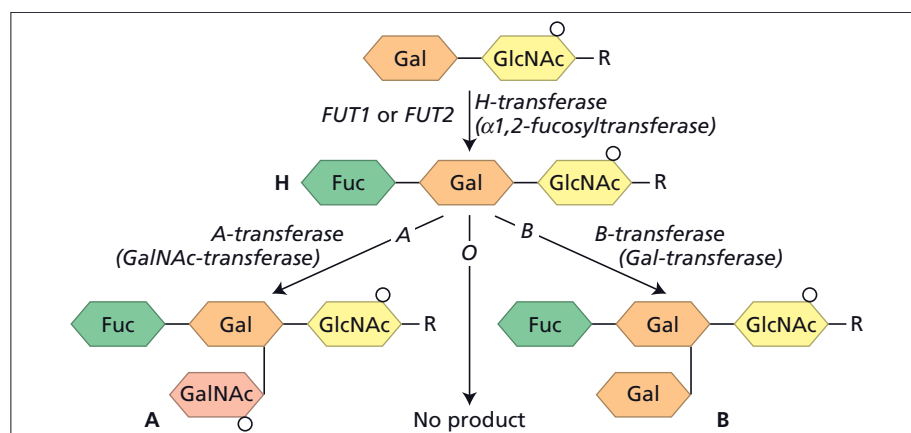 Gal GlcNAc R
FUT1 or FUT2 H-transferase
(α1,2-fucosyltransferase)
H Fuc Gal GlcNAc R
A-transferase
(GalNAc-transferase)
A O B
B-transferase
(Gal-transferase)
Fuc Gal GlcNAc R
Fuc Gal GlcNAc R
GalNAc
A
Gal
B
No product